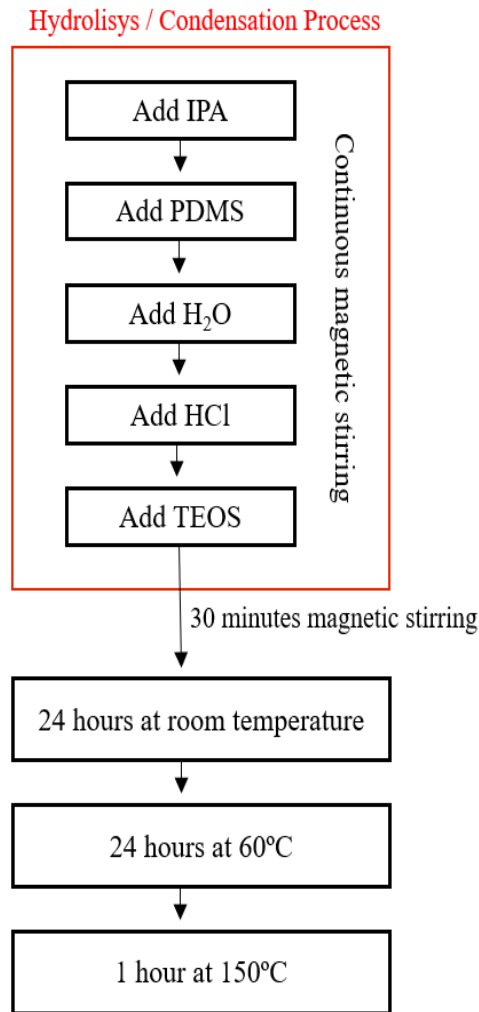 Hydrolisys / Condensation Process
Add IPA
Add PDMS
Add H₂O
Add HCl
Add TEOS
Continuous magnetic stirring
30 minutes magnetic stirring
24 hours at room temperature
24 hours at 60ºC
1 hour at 150ºC